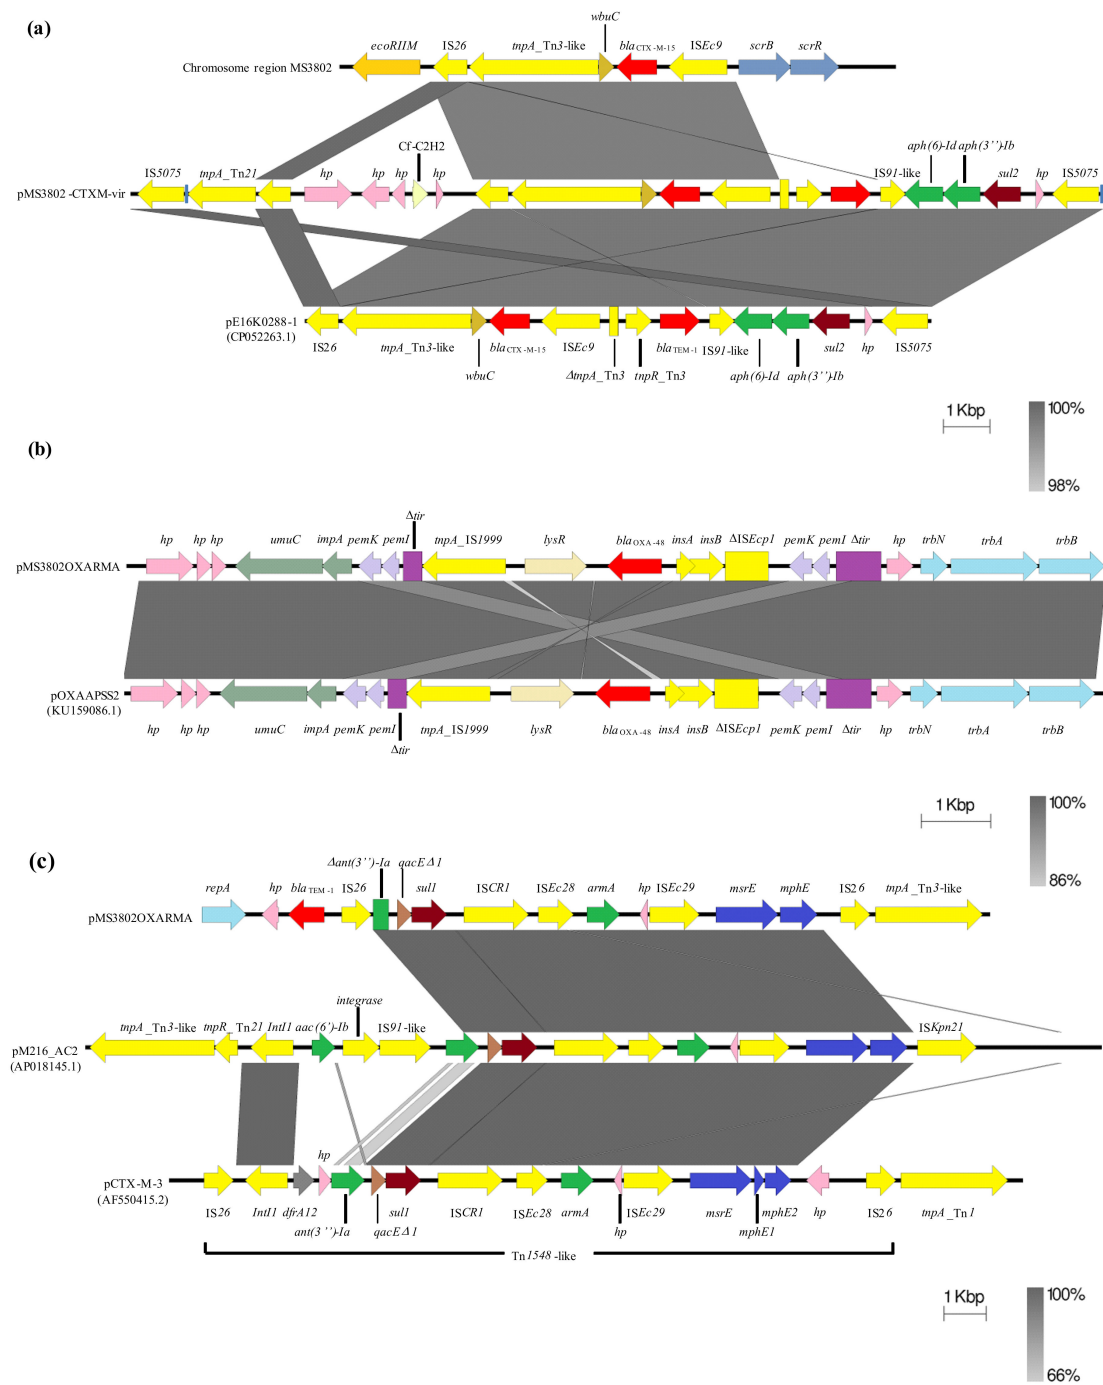 (a)
wbuC
ecoRIIM IS26 tnpA_Tn3-like blaCTX-M-15 ISEc9 scrB scrR
Chromosome region MS3802
Cf-C2H2 aph(6)-Id aph(3’’)-Ib
IS5075 tnpA_Tn21 hp hp hp hp IS91-like sul2 hp IS5075
pMS3802-CTXM-vir
pE16K0288-1
(CP052263.1)
IS26 tnpA_Tn3-like blaCTX-M-15 ISEc9 blaTEM-1 IS91-like sul2 hp IS5075
wbuC ΔtnpA_Tn3 tnpR_Tn3 aph(6)-Id aph(3’’)-Ib
1 Kbp 100%
98%
(b)
Δtir
hp hp hp umuC impA pemK pemI tnpA_IS1999 lysR blaOXA-48 insA insB ΔISEcp1 pemK pemI Δtir hp trbN trbA trbB
pMS3802OXARMA
pOXAAPSS2
(KU159086.1)
hp hp hp umuC impA pemK pemI tnpA_IS1999 lysR blaOXA-48 insA insB ΔISEcp1 pemK pemI Δtir hp trbN trbA trbB
Δtir
1 Kbp 100%
86%
(c)
Δant(3’’)-Ia qacEΔ1
repA hp blaTEM-1 IS26 sul1 ISCR1 ISEc28 armA hp ISEc29 msrE mphE IS26 tnpA_Tn3-like
pMS3802OXARMA
integrase
tnpA_Tn3-like tnpR_Tn21 IntI1 aac(6’)-Ib IS91-like ISKpn21
pM216_AC2
(AP018145.1)
hp
pCTX-M-3
(AF550415.2)
IS26 IntI1 dfrA12 sul1 ISCR1 ISEc28 armA ISEc29 msrE mphE2 hp IS26 tnpA_Tn1
ant(3’’)-Ia qacEΔ1 hp mphE1
Tn1548-like
1 Kbp 100%
66%